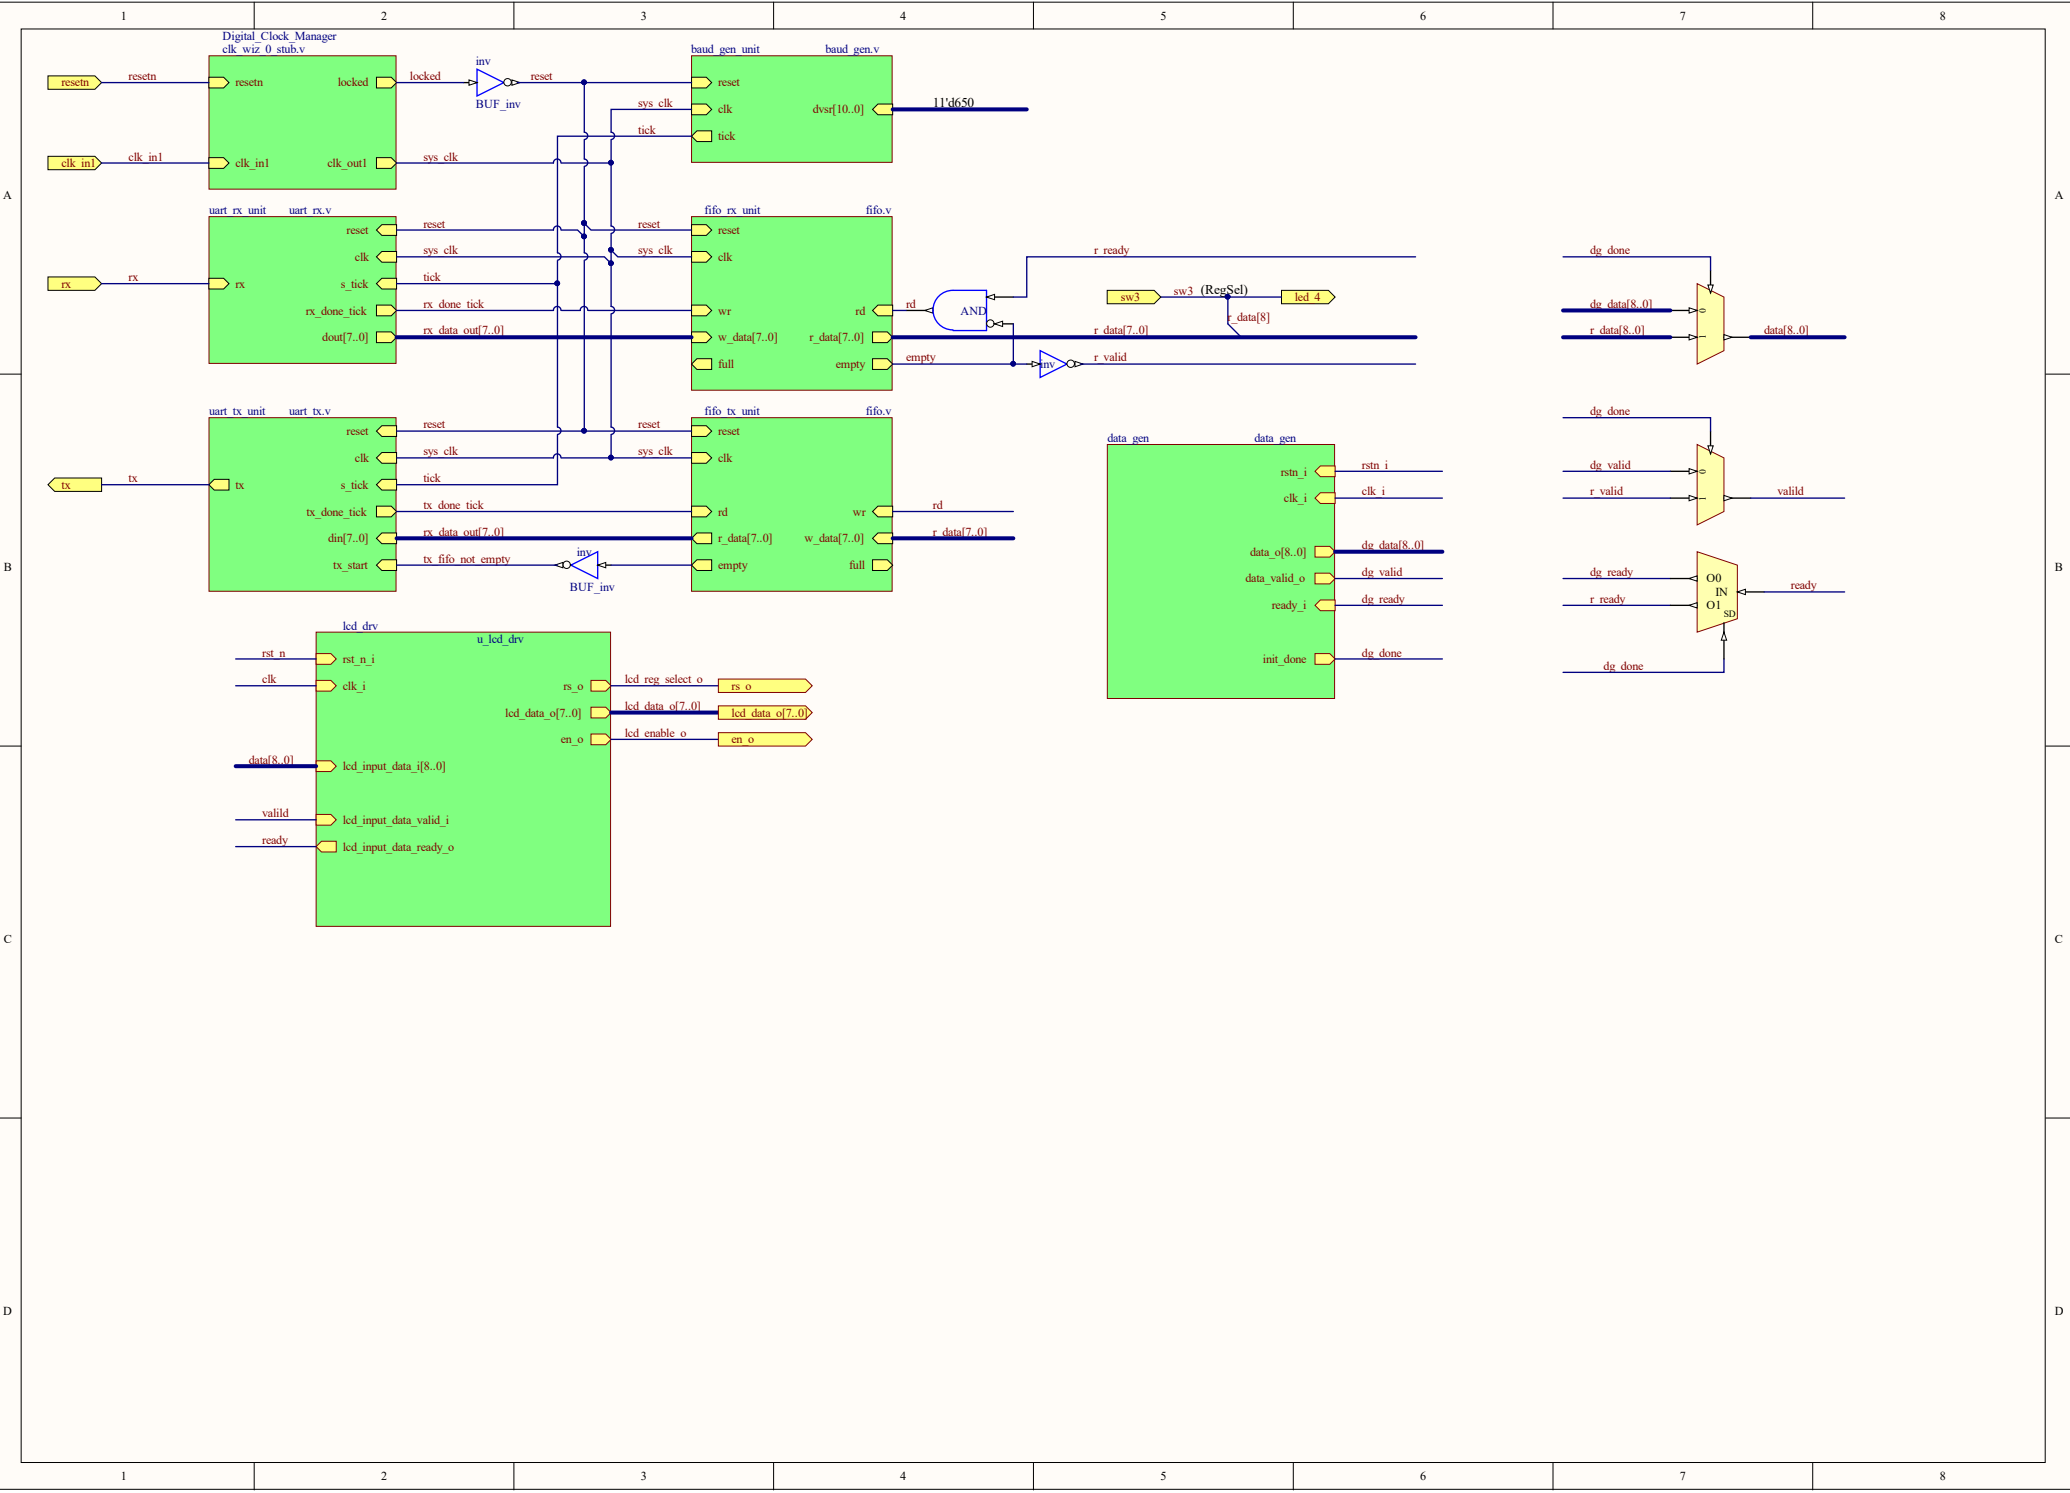 1 2 3 4 5 6 7 8
A A
B B
C C
D D
Digital_Clock_Manager
clk_wiz_0_stub.v
resetn resetn resetn locked locked
clk_in1 clk_in1 clk_in1 clk_out1 sys_clk
inv
BUF_inv
reset
baud_gen_unit baud_gen.v
reset
sys_clk clk dvsr[10..0] 11'd650
tick tick
uart_rx_unit uart_rx.v
reset reset
clk sys_clk
rx rx rx s_tick tick
rx_done_tick rx_done_tick
dout[7..0] rx_data_out[7..0]
fifo_rx_unit fifo.v
reset reset
sys_clk clk
wr rd rd
w_data[7..0] r_data[7..0] r_data[7..0]
full empty empty
AND
inv
r_ready
r_valid
sw3 sw3 (RegSel) led_4
r_data[8]
uart_tx_unit uart_tx.v
reset reset
clk sys_clk
tx tx tx s_tick tick
tx_done_tick tx_done_tick
din[7..0] rx_data_out[7..0]
tx_start tx_fifo_not_empty
inv
BUF_inv
fifo_tx_unit fifo.v
reset reset
sys_clk clk
rd wr rd
r_data[7..0] w_data[7..0] r_data[7..0]
empty full
data_gen data_gen
rstn_i rstn_i
clk_i clk_i
data_o[8..0] dg_data[8..0]
data_valid_o dg_valid
ready_i dg_ready
init_done dg_done
dg_done
dg_data[8..0] 0
r_data[8..0] 1 data[8..0]
dg_done
dg_valid 0
r_valid 1 valild
dg_ready O0
IN ready
r_ready O1
SD
dg_done
lcd_drv
u_lcd_drv
rst_n rst_n_i
clk clk_i
rs_o lcd_reg_select_o rs_o
lcd_data_o[7..0] lcd_data_o[7..0] lcd_data_o[7..0]
en_o lcd_enable_o en_o
data[8..0] lcd_input_data_i[8..0]
valild lcd_input_data_valid_i
ready lcd_input_data_ready_o
1 2 3 4 5 6 7 8